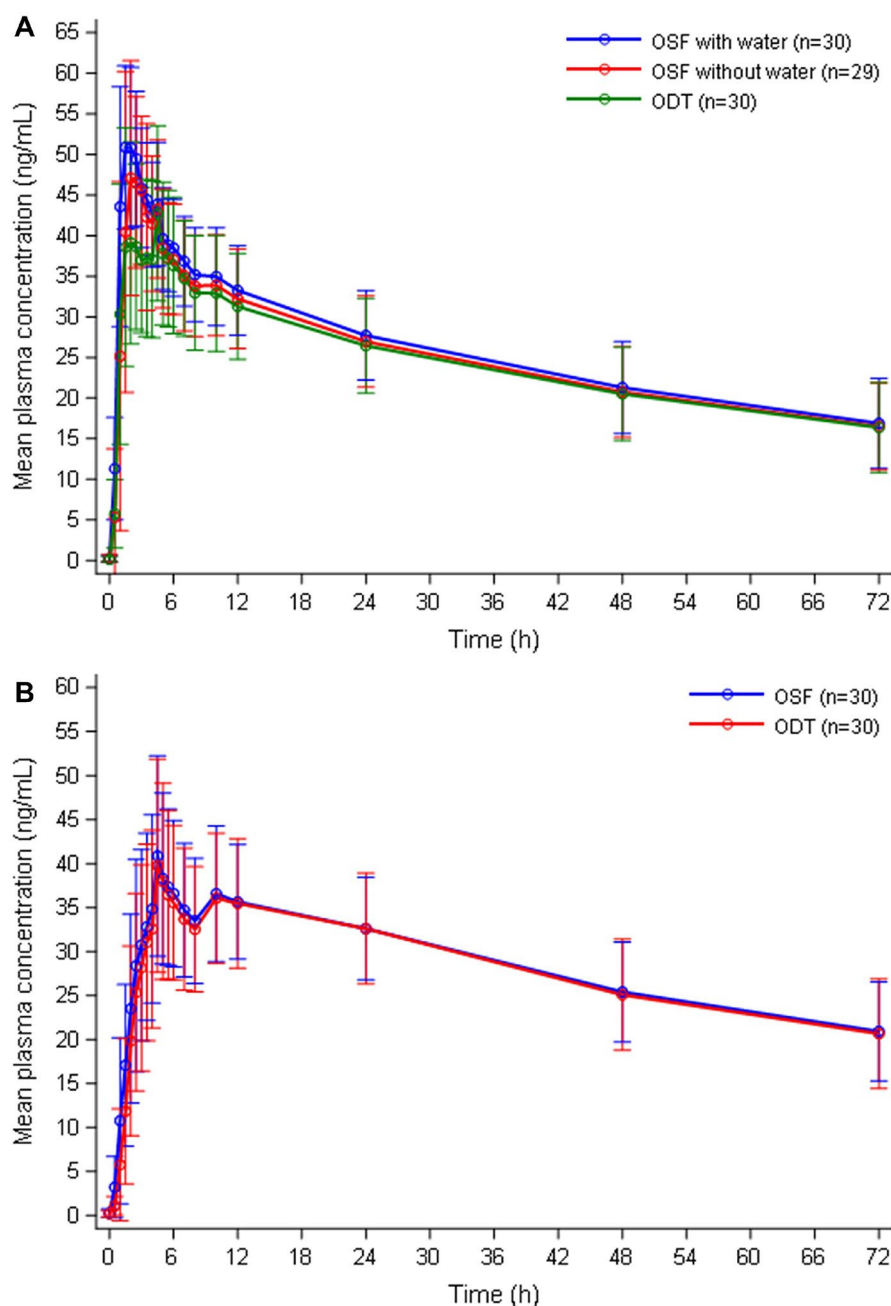 A
OSF with water (n=30)
OSF without water (n=29)
ODT (n=30)
Mean plasma concentration (ng/mL)
65
60
55
50
45
40
35
30
25
20
15
10
5
0
0 6 12 18 24 30 36 42 48 54 60 66 72
Time (h)
B
OSF (n=30)
ODT (n=30)
Mean plasma concentration (ng/mL)
60
55
50
45
40
35
30
25
20
15
10
5
0
0 6 12 18 24 30 36 42 48 54 60 66 72
Time (h)